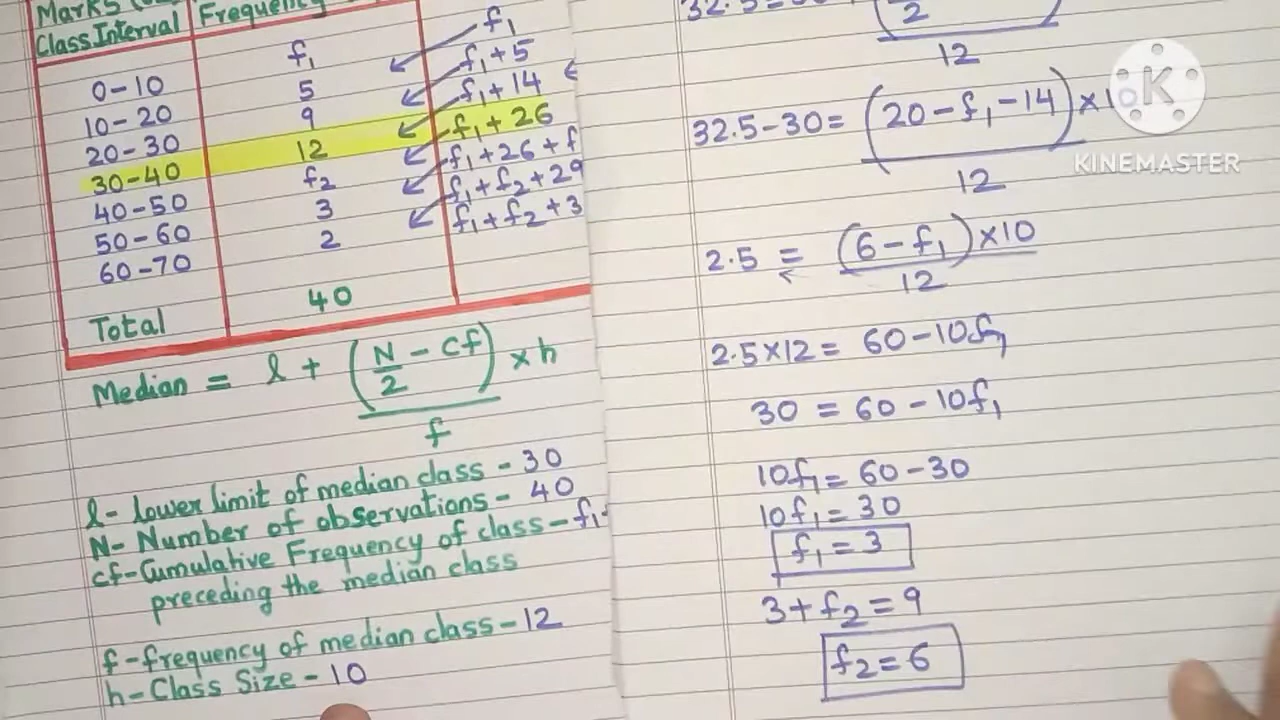 Marks
Class Interval Frequency
0-10 f₁ f₁
10-20 5 f₁+5
20-30 9 f₁+14
30-40 12 f₁+26
40-50 f₂ f₁+26+f
50-60 3 f₁+f₂+29
60-70 2 f₁+f₂+3
Total 40
Median = l + (N/2 - cf) × h
f
l - Lower limit of median class - 30
N - Number of observations - 40
cf - Cumulative Frequency of class - f₁+
preceding the median class
f - frequency of median class - 12
h - Class Size - 10
2
12
32.5-30= (20-f₁-14)×10
12
2.5 = (6-f₁)×10
12
2.5×12= 60-10f₁
30 = 60-10f₁
10f₁= 60-30
10f₁= 30
f₁= 3
3+f₂=9
f₂=6
KINEMASTER
K